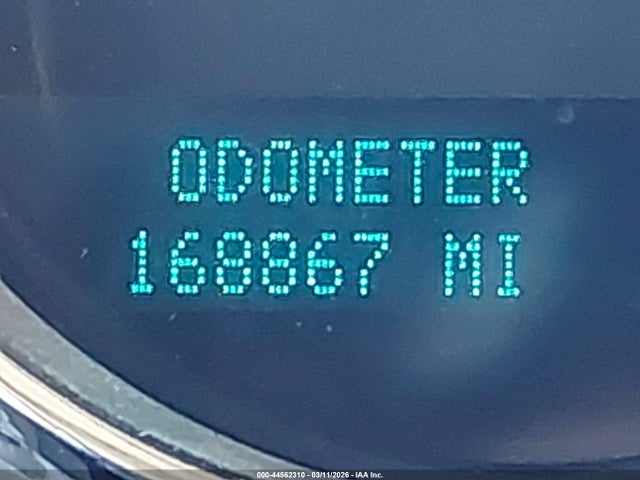 ODOMETER
168867 MI
000-44562310 - 03/11/2026 - IAA Inc.